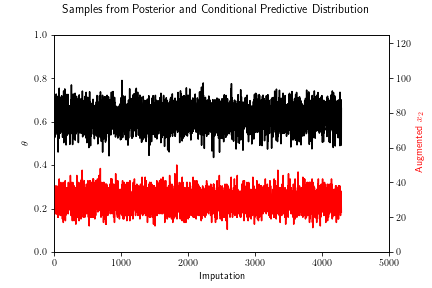 Samples from Posterior and Conditional Predictive Distribution
1.0
0.8
0.6
0.4
0.2
0.0
θ
120
100
80
60
40
20
0
Augmented x₂
0 1000 2000 3000 4000 5000
Imputation